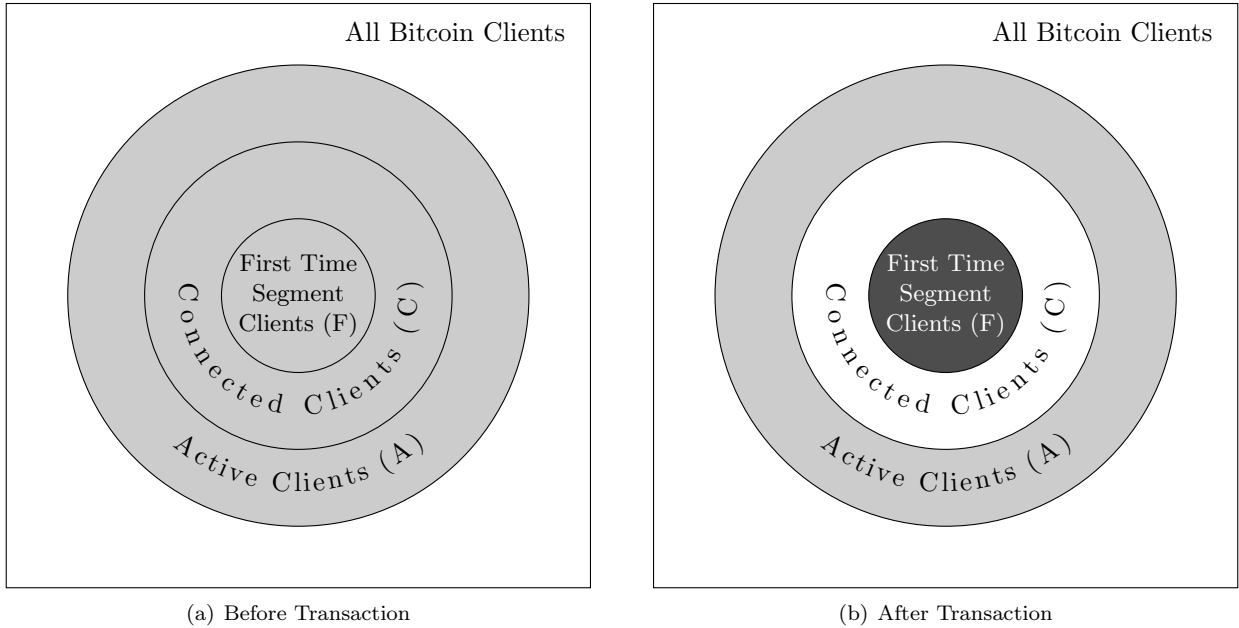 All Bitcoin Clients
First Time
Segment
Clients (F)
Connected Clients (C)
Active Clients (A)
(a) Before Transaction
All Bitcoin Clients
First Time
Segment
Clients (F)
Connected Clients (C)
Active Clients (A)
(b) After Transaction